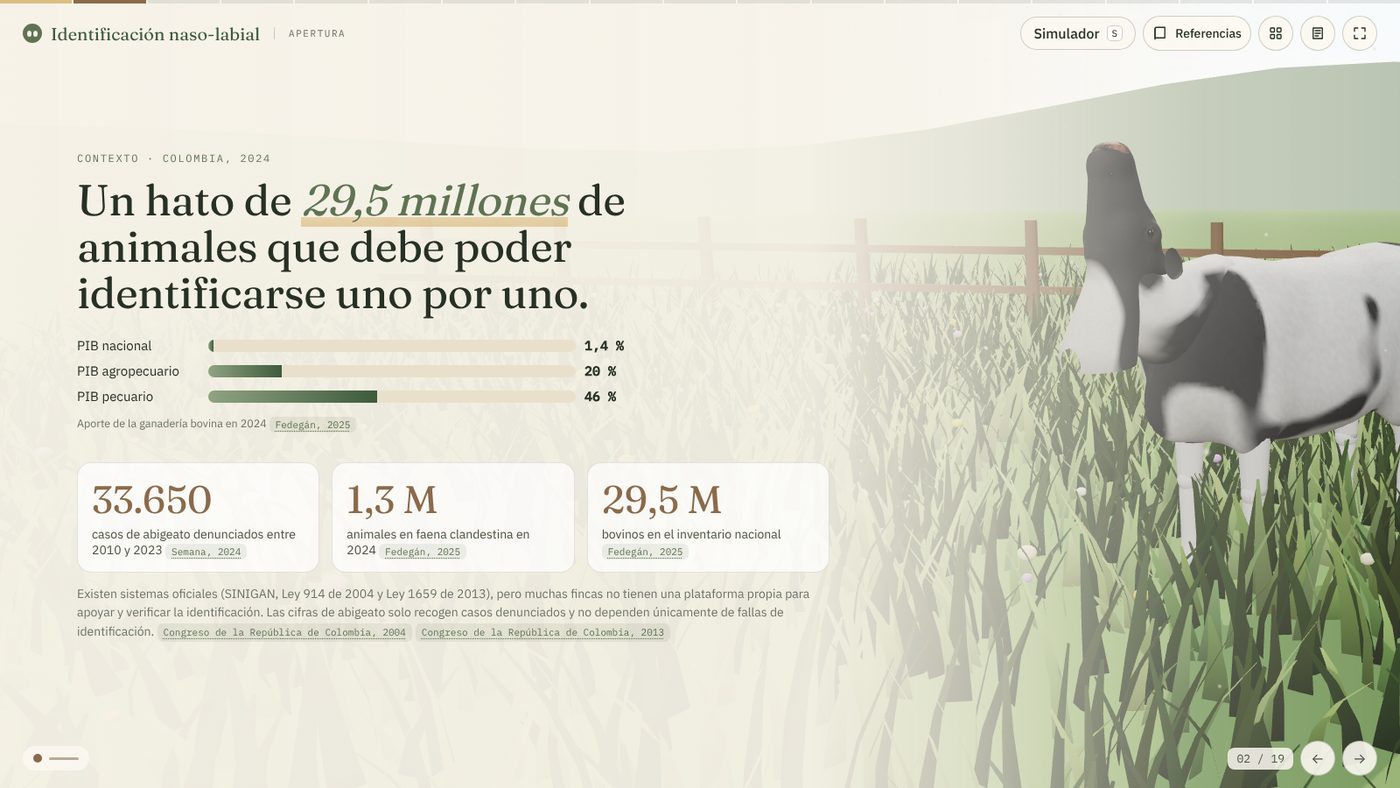 Identificación naso-labial
APERTURA
Simulador S
Referencias
CONTEXTO · COLOMBIA, 2024
Un hato de 29,5 millones de
animales que debe poder
identificarse uno por uno.
PIB nacional 1,4 %
PIB agropecuario 20 %
PIB pecuario 46 %
Aporte de la ganadería bovina en 2024 Fedegán, 2025
33.650
casos de abigeato denunciados entre
2010 y 2023 Semana, 2024
1,3 M
animales en faena clandestina en
2024 Fedegán, 2025
29,5 M
bovinos en el inventario nacional
Fedegán, 2025
Existen sistemas oficiales (SINIGAN, Ley 914 de 2004 y Ley 1659 de 2013), pero muchas fincas no tienen una plataforma propia para
apoyar y verificar la identificación. Las cifras de abigeato solo recogen casos denunciados y no dependen únicamente de fallas de
identificación. Congreso de la República de Colombia, 2004 Congreso de la República de Colombia, 2013
02 / 19